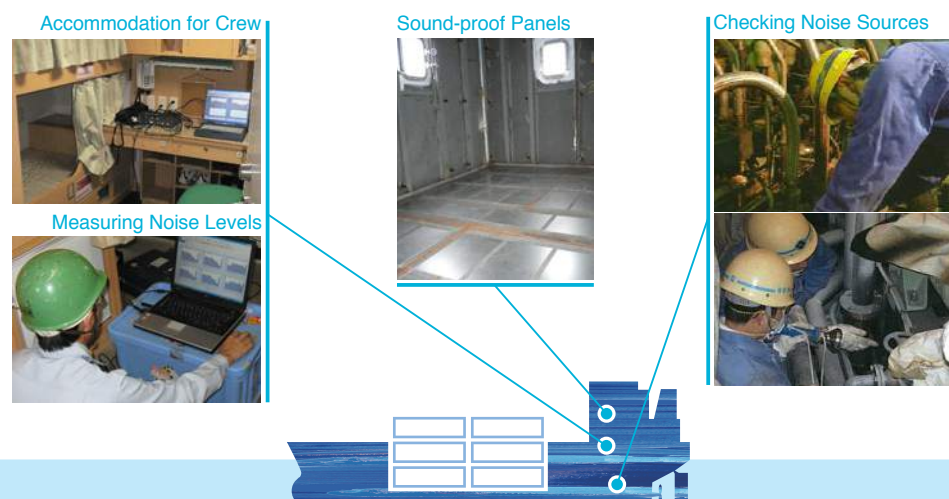 Accommodation for Crew
Measuring Noise Levels
Sound-proof Panels
Checking Noise Sources